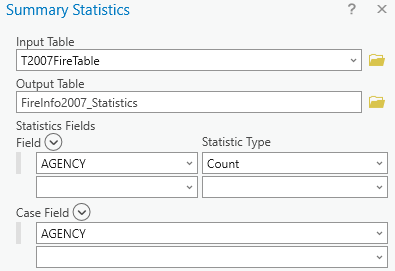 Summary Statistics ? ×
Input Table
T2007FireTable
Output Table
FireInfo2007_Statistics
Statistics Fields
Field Statistic Type
AGENCY Count
Case Field
AGENCY